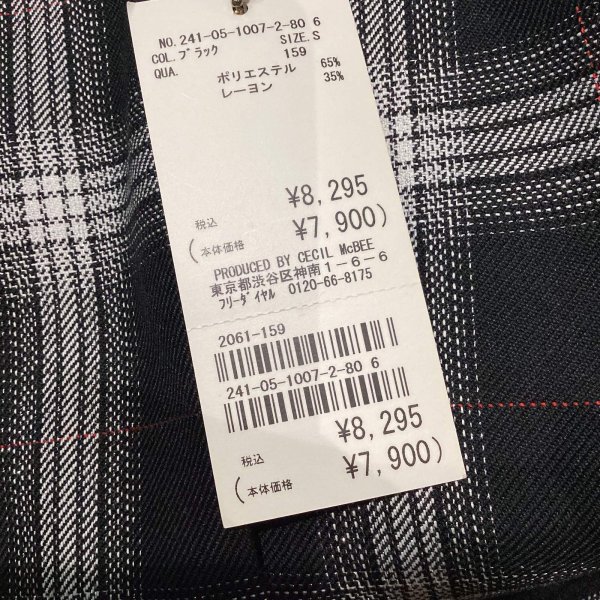 NO.241-05-1007-2-80 6
COL.ブラック SIZE.S
QUA. 159
ポリエステル 65%
レーヨン 35%
税込 ¥8,295
(本体価格 ¥7,900)
PRODUCED BY CECIL McBEE
東京都渋谷区神南1-6-6
フリーダイヤル 0120-66-8175
2061-159
241-05-1007-2-80 6
税込 ¥8,295
(本体価格 ¥7,900)